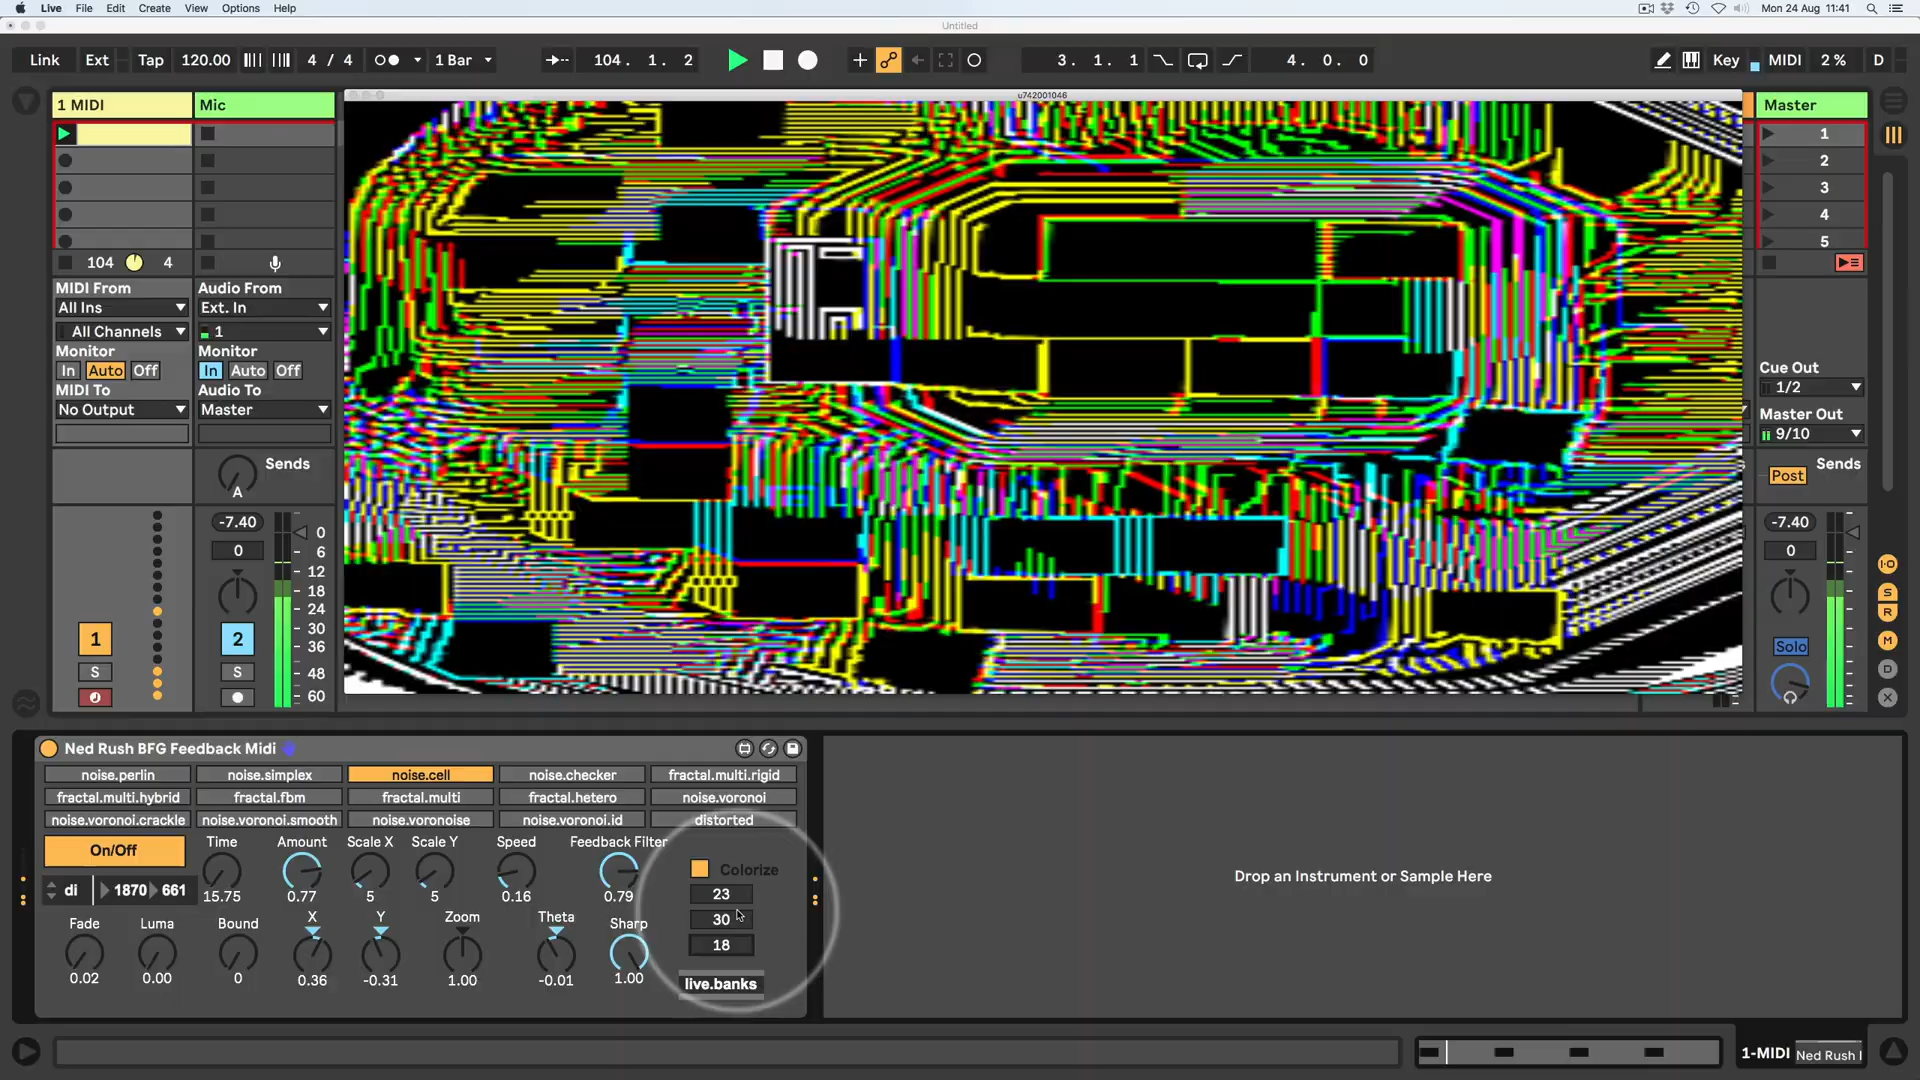 Live File Edit Create View Options Help Mon 24 Aug 11:41
Untitled
Link Ext Tap 120.00 4 / 4 1 Bar 104. 1. 2 3. 1. 1 4. 0. 0 Key MIDI 2 % D
u742001046
1 MIDI Mic Master
1
2
3
4
5
104 4
MIDI From Audio From
All Ins Ext. In
All Channels 1
Monitor Monitor
In Auto Off In Auto Off
MIDI To Audio To
No Output Master
Cue Out
1/2
Master Out
9/10
Sends Sends
A Post
-7.40 -7.40
0 0
0
6
12
18
24
30
36
48
60
1 2 Solo
S S
I·O
S
R
M
D
X
Ned Rush BFG Feedback Midi
noise.perlin noise.simplex noise.cell noise.checker fractal.multi.rigid
fractal.multi.hybrid fractal.fbm fractal.multi fractal.hetero noise.voronoi
noise.voronoi.crackle noise.voronoi.smooth noise.voronoise noise.voronoi.id distorted
On/Off Time Amount Scale X Scale Y Speed Feedback Filter
Colorize
di 1870 661 15.75 0.77 5 5 0.16 0.79 23
30
Fade Luma Bound X Y Zoom Theta Sharp
18
0.02 0.00 0 0.36 -0.31 1.00 -0.01 1.00
live.banks
Drop an Instrument or Sample Here
1-MIDI Ned Rush